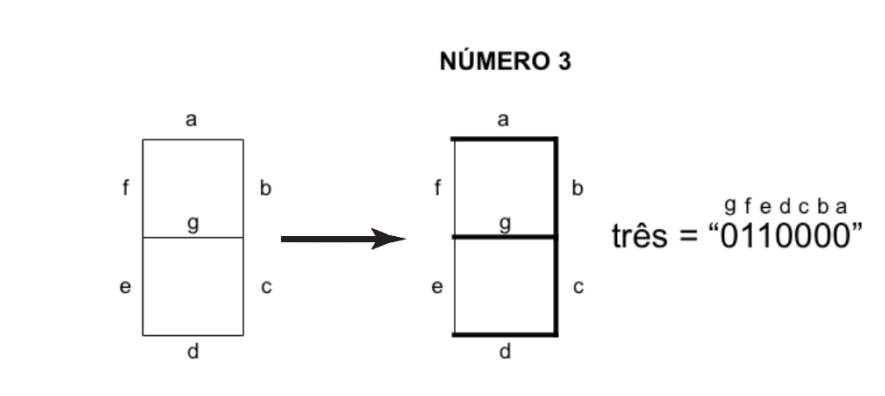 NÚMERO 3
a a
f b f b
g g
g f e d c b a
três = “0110000”
e c e c
d d